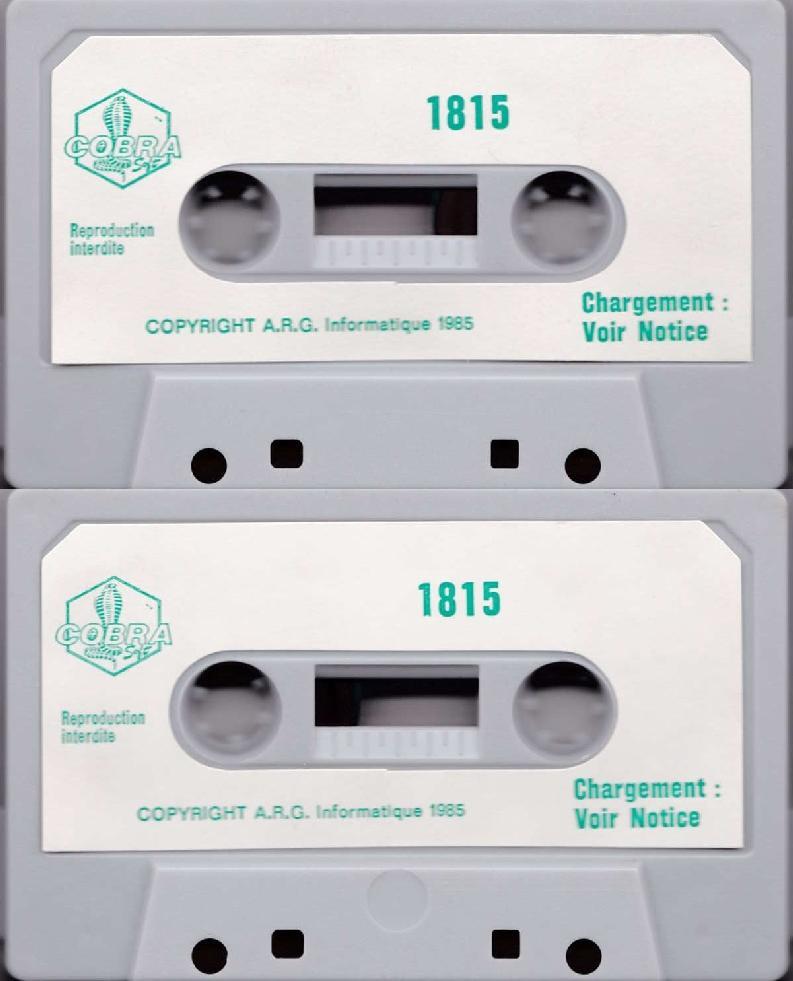 1815
COBRA
Soft
Reproduction
interdite
COPYRIGHT A.R.G. Informatique 1985
Chargement :
Voir Notice
1815
COBRA
Soft
Reproduction
interdite
COPYRIGHT A.R.G. Informatique 1985
Chargement :
Voir Notice